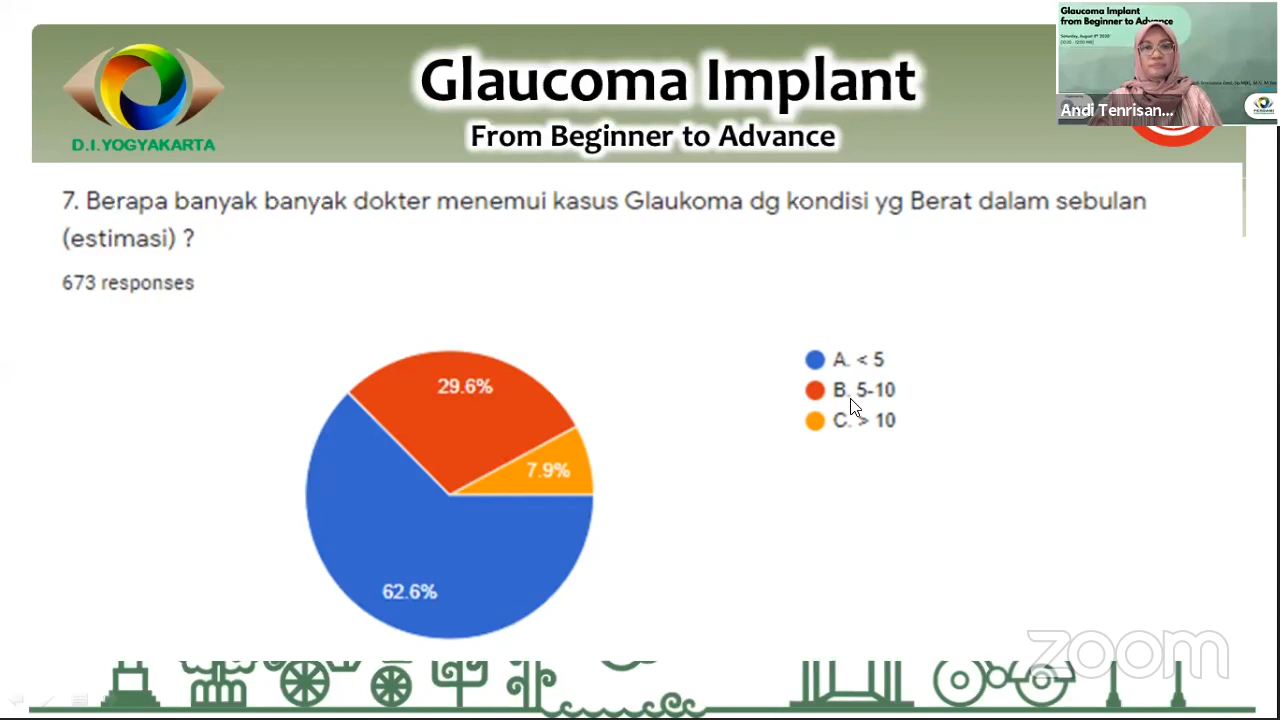 Glaucoma Implant
From Beginner to Advance
D.I.YOGYAKARTA
Glaucoma Implant
from Beginner to Advance
Andi Tenrisan...
7. Berapa banyak banyak dokter menemui kasus Glaukoma dg kondisi yg Berat dalam sebulan
(estimasi) ?
673 responses
29.6%
7.9%
62.6%
A. < 5
B. 5-10
C. > 10
zoom